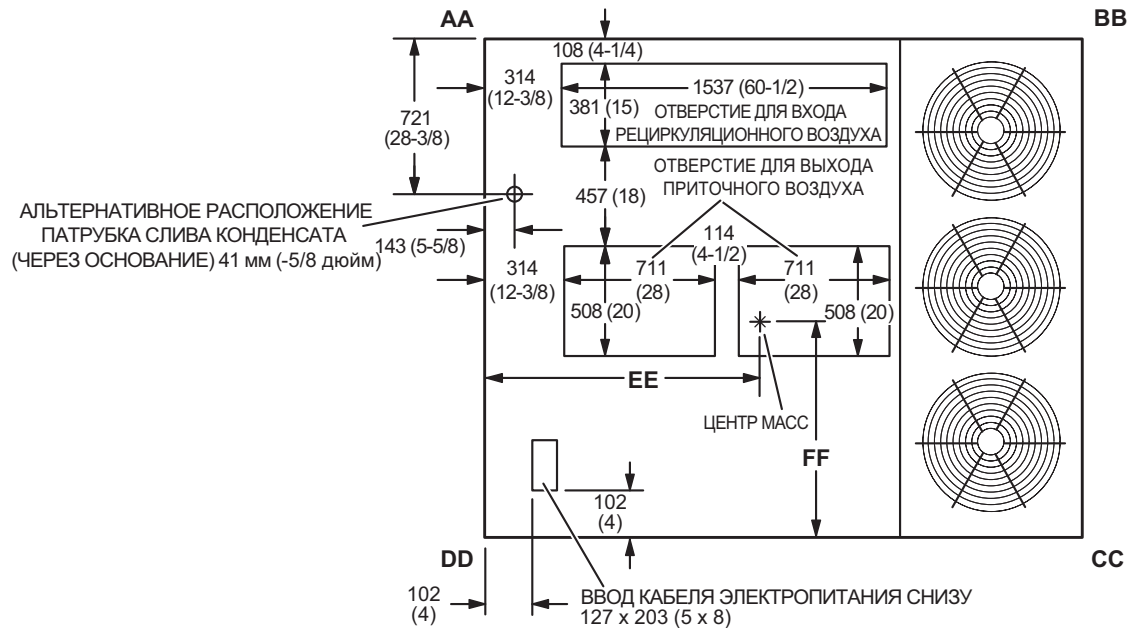 AA
BB
108 (4-1/4)
314
(12-3/8)
1537 (60-1/2)
381 (15)
ОТВЕРСТИЕ ДЛЯ ВХОДА
РЕЦИРКУЛЯЦИОННОГО ВОЗДУХА
721
(28-3/8)
ОТВЕРСТИЕ ДЛЯ ВЫХОДА
ПРИТОЧНОГО ВОЗДУХА
457 (18)
АЛЬТЕРНАТИВНОЕ РАСПОЛОЖЕНИЕ
ПАТРУБКА СЛИВА КОНДЕНСАТА
(ЧЕРЕЗ ОСНОВАНИЕ) 41 мм (-5/8 дюйм)
143 (5-5/8)
114
(4-1/2)
314
(12-3/8)
711
(28)
711
(28)
508 (20)
508 (20)
EE
ЦЕНТР МАСС
FF
102
(4)
DD
CC
102
(4)
ВВОД КАБЕЛЯ ЭЛЕКТРОПИТАНИЯ СНИЗУ
127 x 203 (5 x 8)